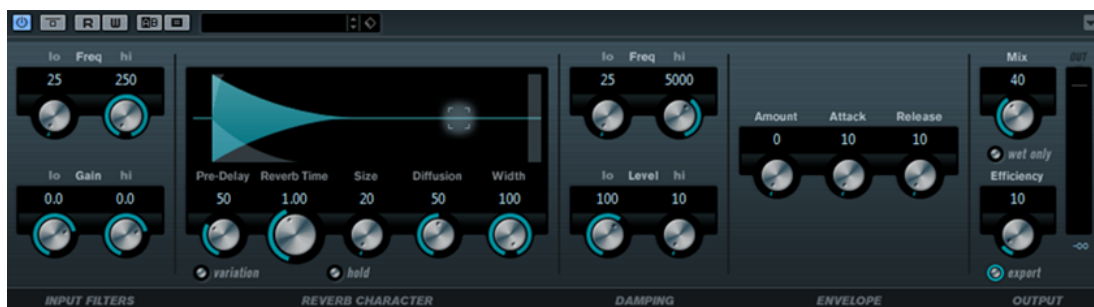 R W AB
lo Freq hi
25 250
lo Gain hi
0.0 0.0
INPUT FILTERS
Pre-Delay Reverb Time Size Diffusion Width
50 1.00 20 50 100
variation hold
REVERB CHARACTER
lo Freq hi
25 5000
lo Level hi
100 10
DAMPING
Amount Attack Release
0 10 10
ENVELOPE
Mix OUT
40
wet only
Efficiency
10
-∞
export
OUTPUT